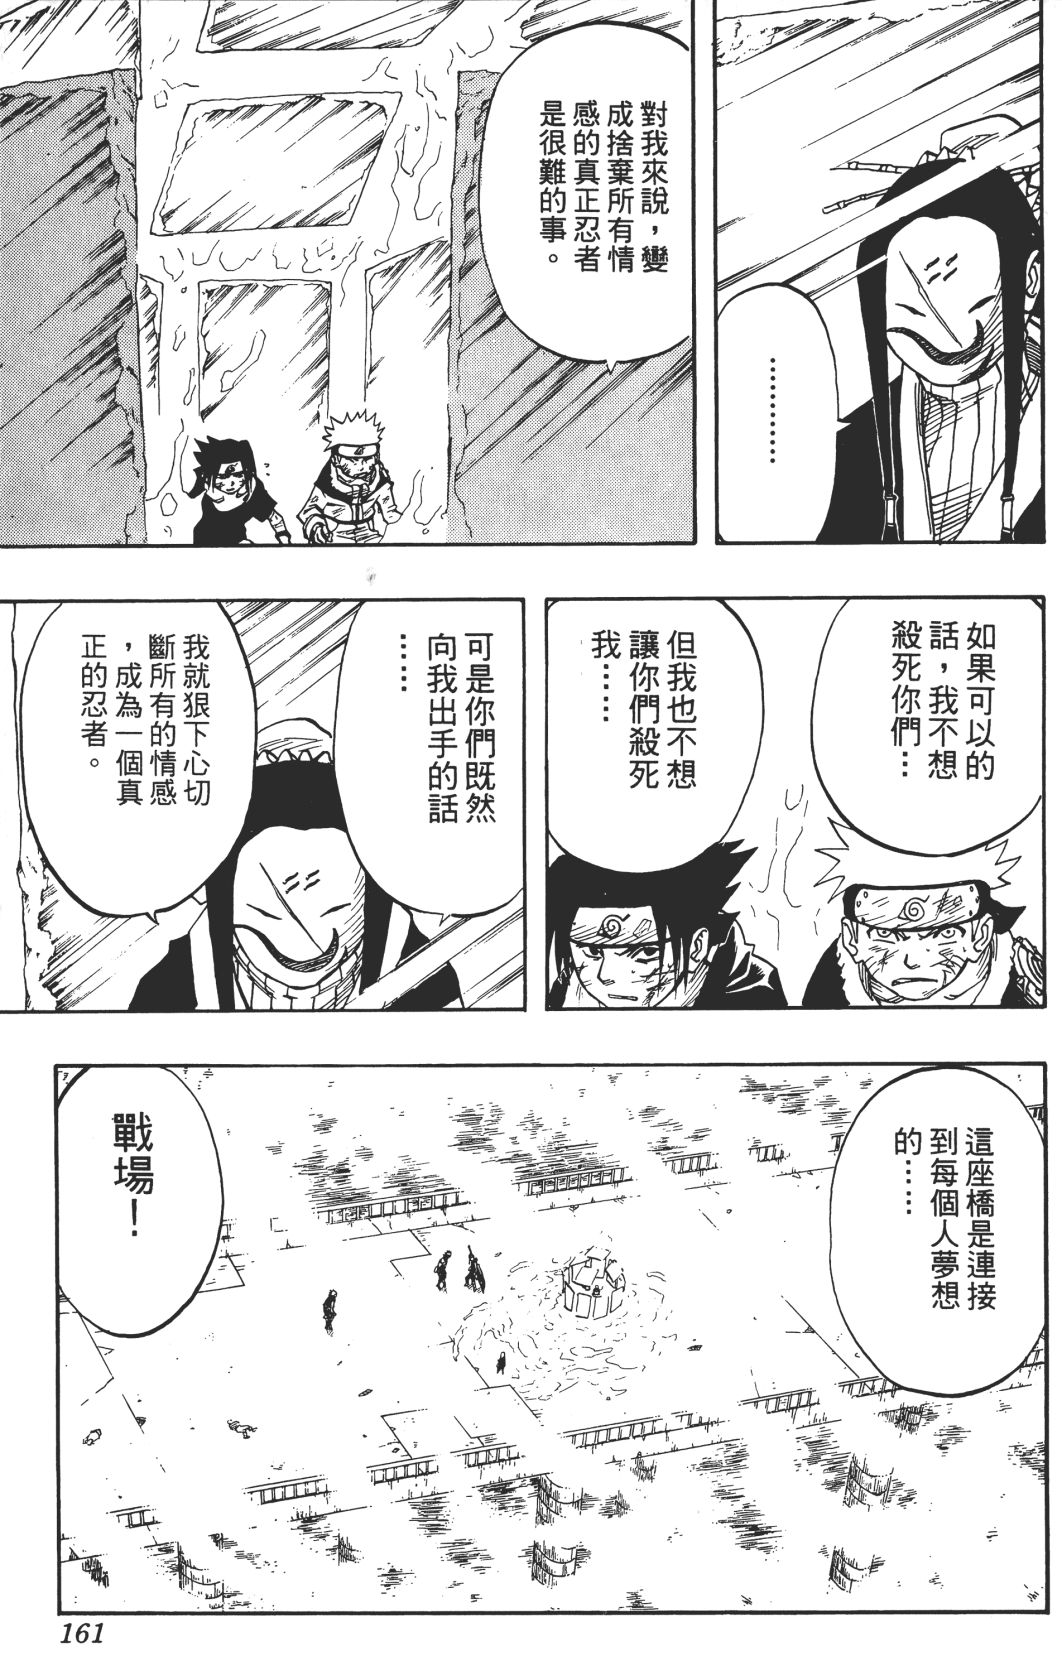 …………
對我來說，變
成捨棄所有情
感的真正忍者
是很難的事。
如果可以的
話，我不想
殺死你們…
但我也不想
讓你們殺死
我……
可是你們既然
向我出手的話
……
我就狠下心切
斷所有的情感
，成為一個真
正的忍者。
這座橋是連接
到每個人夢想
的……
戰場！
161